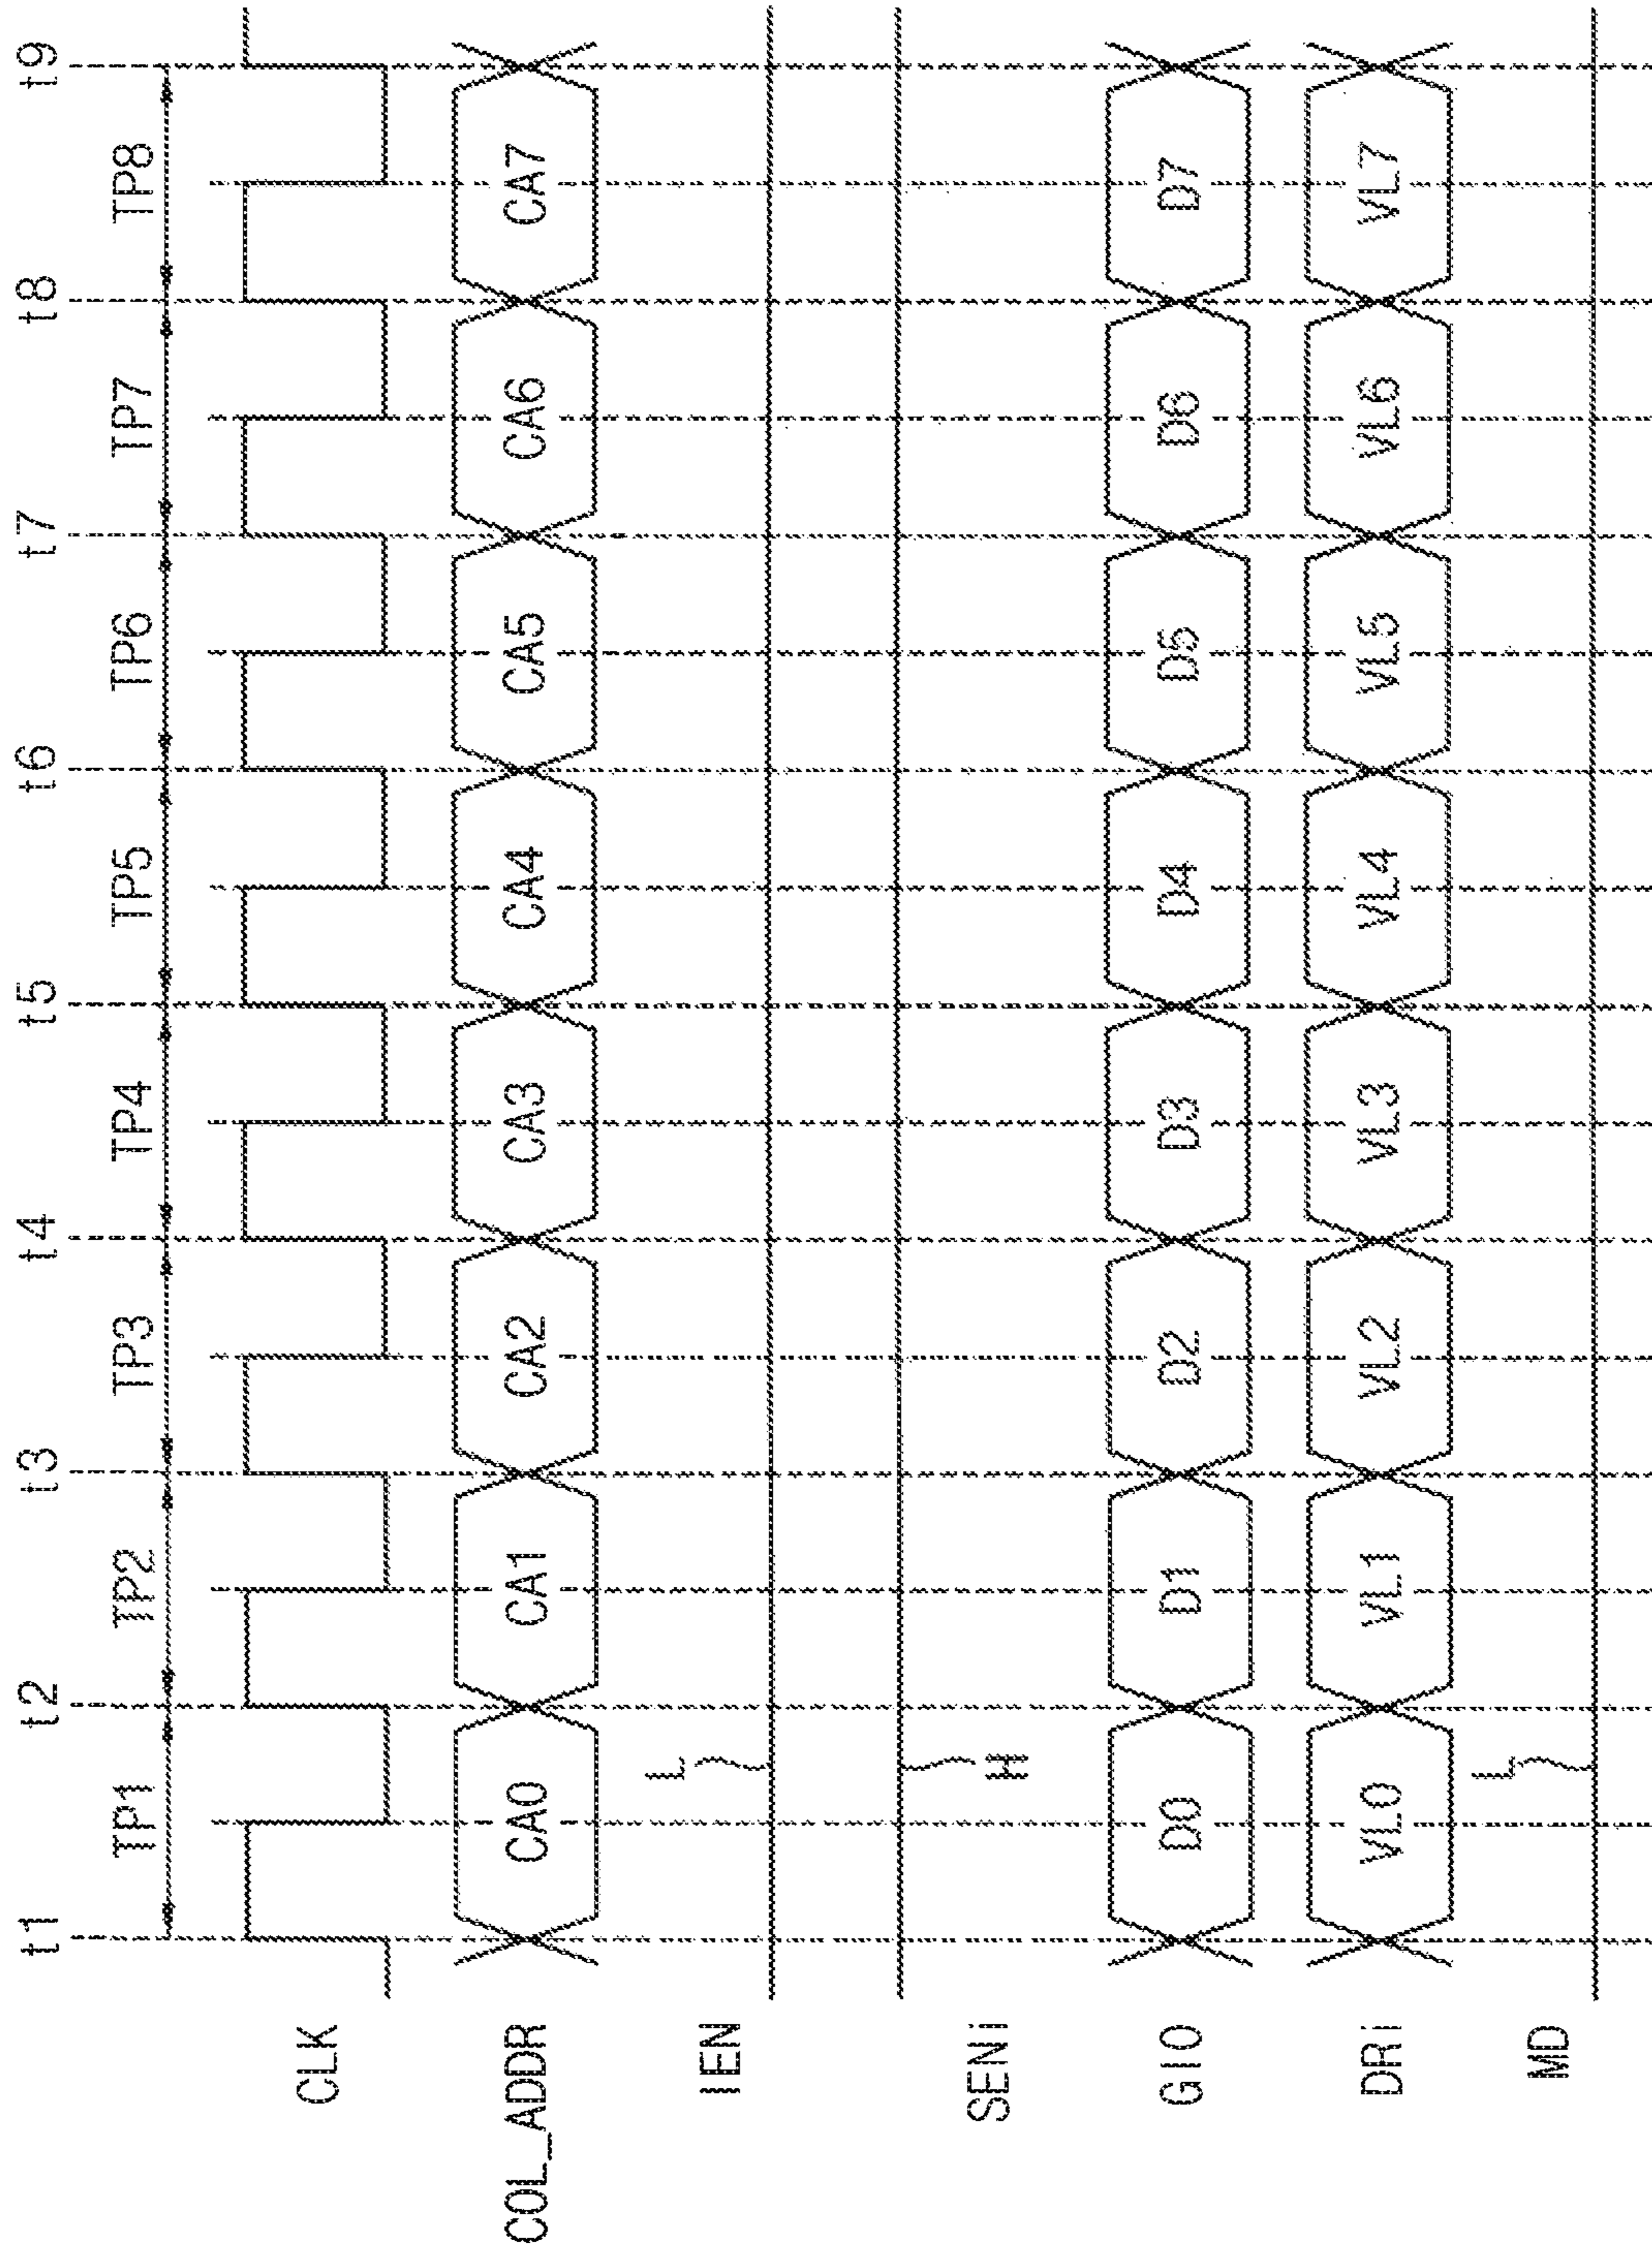 t1 t2 t3 t4 t5 t6 t7 t8 t9
TP1 TP2 TP3 TP4 TP5 TP6 TP7 TP8
CLK
COL_ADDR CA0 CA1 CA2 CA3 CA4 CA5 CA6 CA7
IEN L
SENi H
GIO D0 D1 D2 D3 D4 D5 D6 D7
DRi VL0 VL1 VL2 VL3 VL4 VL5 VL6 VL7
MD L